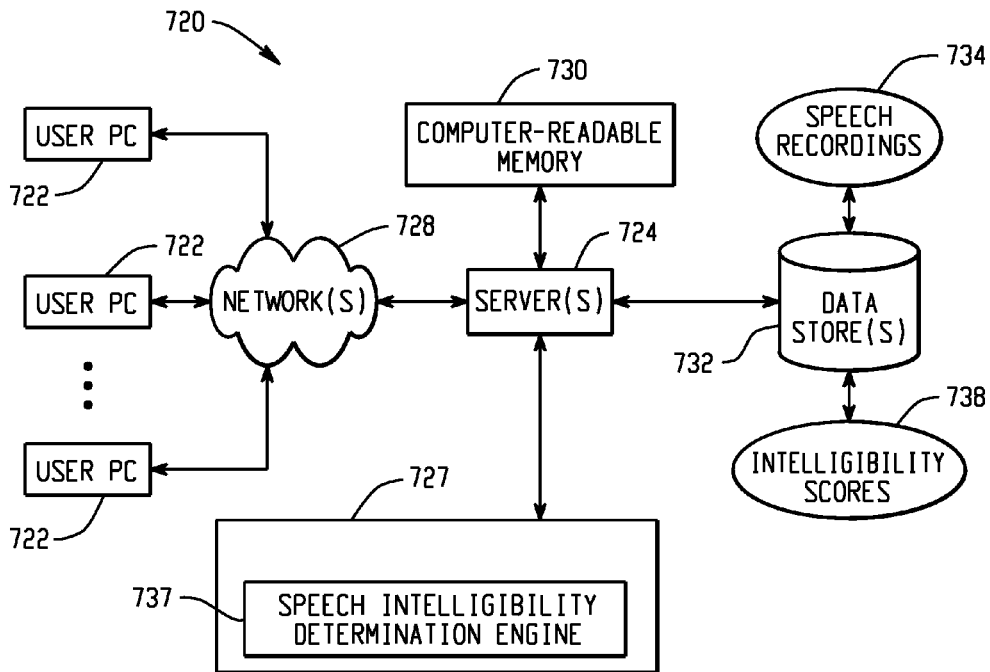 720
730
734
USER PC
COMPUTER-READABLE
MEMORY
SPEECH
RECORDINGS
722
722
728
724
USER PC
NETWORK(S)
SERVER(S)
DATA
STORE(S)
732
738
USER PC
727
INTELLIGIBILITY
SCORES
722
737
SPEECH INTELLIGIBILITY
DETERMINATION ENGINE